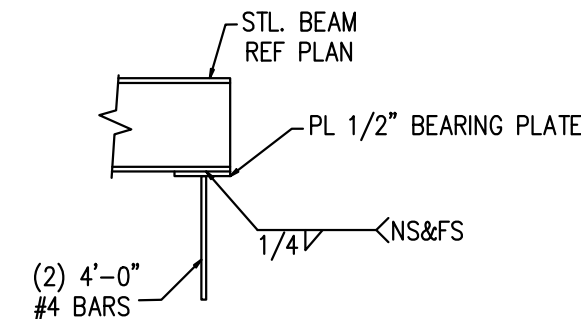 STL. BEAM
REF PLAN
PL 1/2" BEARING PLATE
1/4
NS&FS
(2) 4'-0"
#4 BARS